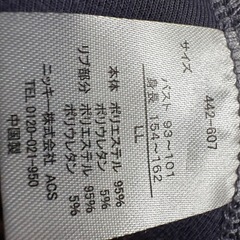 442-607
サイズ
バスト 93～101
身長 154～162
LL
本体 ポリエステル 95%
ポリウレタン 5%
リブ部分 ポリエステル 95%
ポリウレタン 5%
ニッキー株式会社 ACS
TEL 0120-021-950
中国製